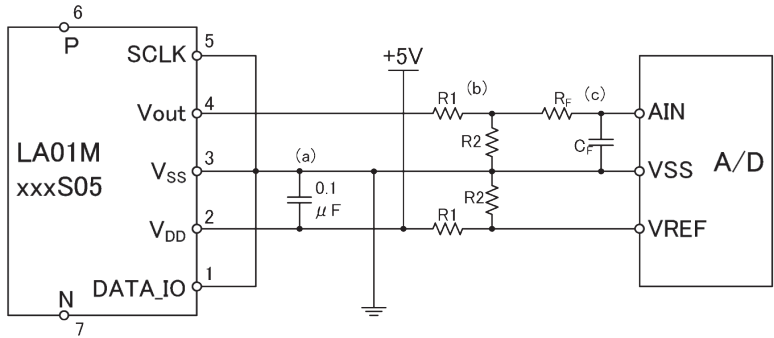 6
P
SCLK
5
+5V
(b)
(c)
Vout
4
R1
RF
AIN
LA01M
xxxS05
R2
CF
(a)
VSS
3
VSS
A/D
0.1
μF
R2
VDD
2
R1
VREF
DATA_IO
1
N
7